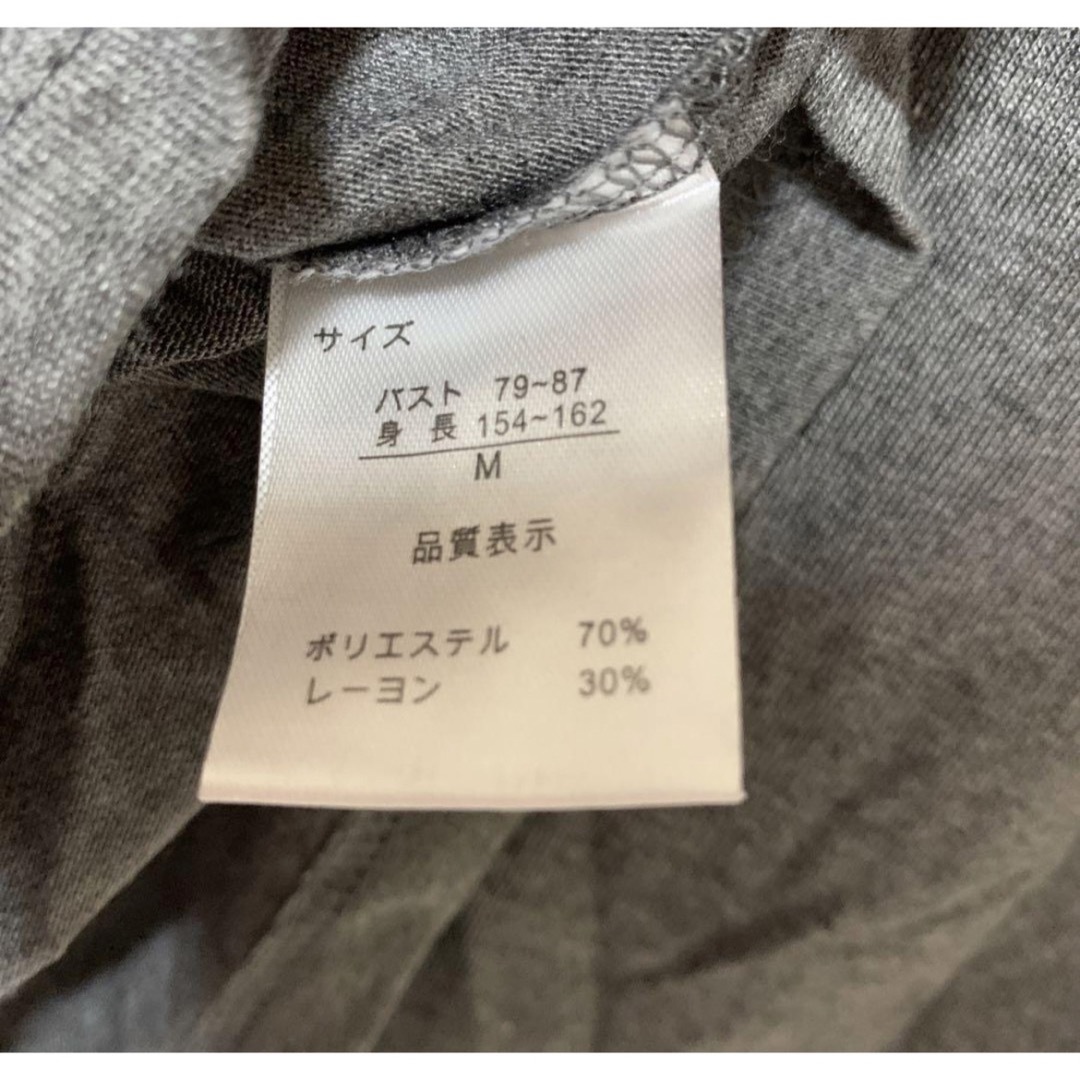 サイズ
バスト 79~87
身 長 154~162
M
品質表示
ポリエステル 70%
レーヨン 30%